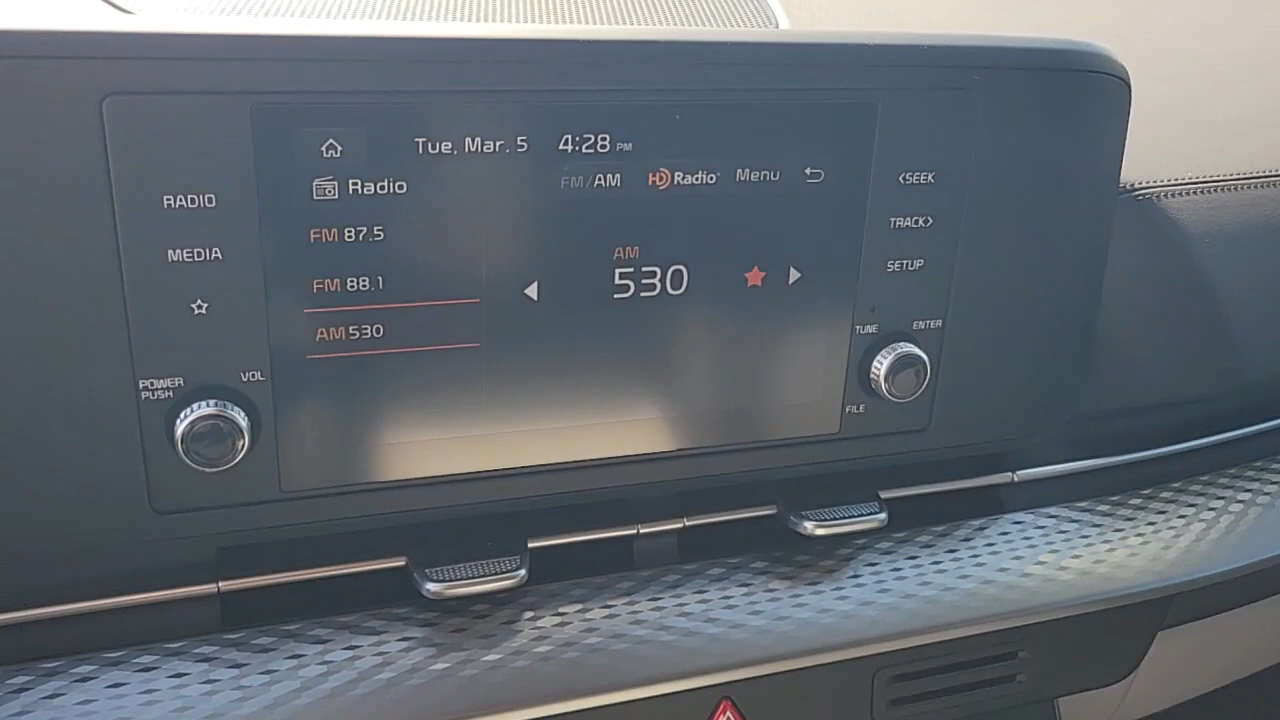 Tue, Mar. 5 4:28 PM
Radio
FM/AM HD Radio Menu
FM 87.5
FM 88.1
AM 530
AM
530
RADIO
MEDIA
POWER
PUSH
VOL
<SEEK
TRACK>
SETUP
TUNE
ENTER
FILE